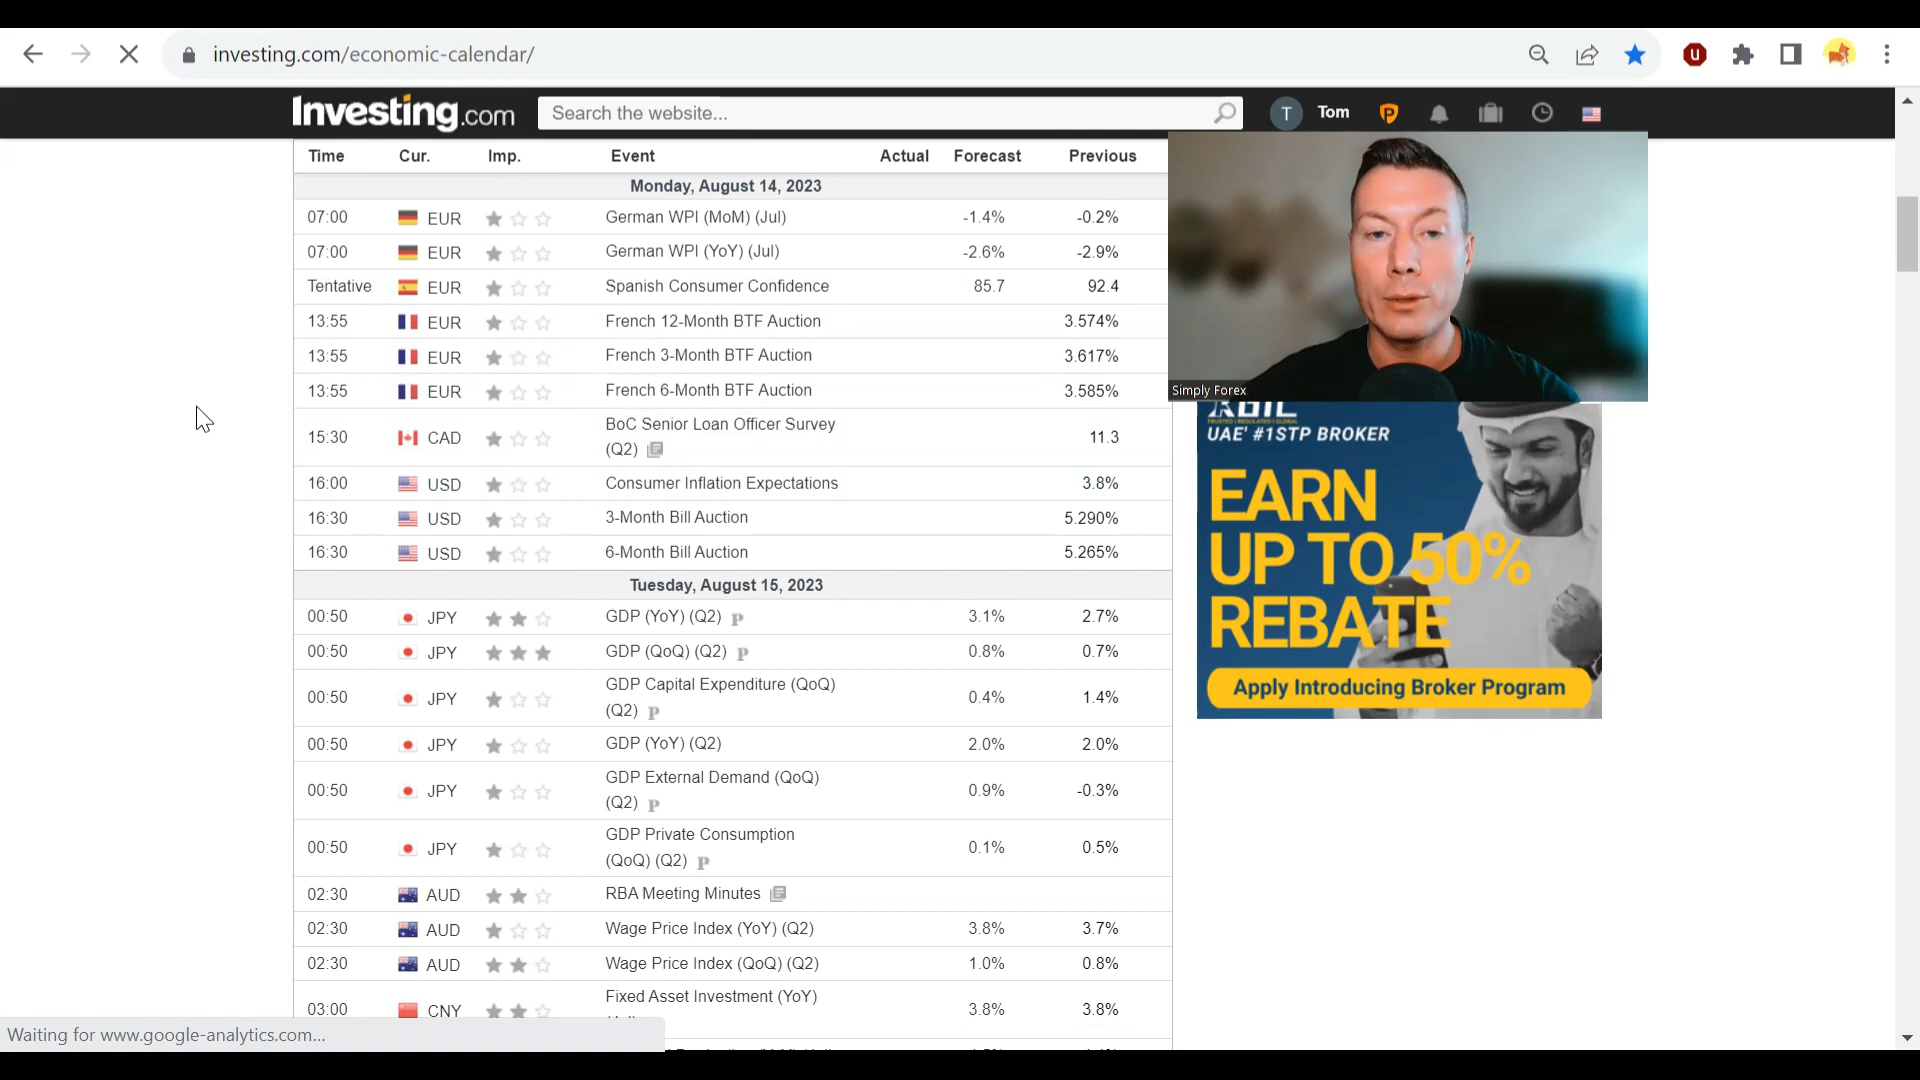 investing.com/economic-calendar/
Investing.com
Search the website...
T Tom
Time Cur. Imp. Event Actual Forecast Previous
Monday, August 14, 2023
07:00 EUR German WPI (MoM) (Jul) -1.4% -0.2%
07:00 EUR German WPI (YoY) (Jul) -2.6% -2.9%
Tentative EUR Spanish Consumer Confidence 85.7 92.4
13:55 EUR French 12-Month BTF Auction 3.574%
13:55 EUR French 3-Month BTF Auction 3.617%
13:55 EUR French 6-Month BTF Auction 3.585%
15:30 CAD BoC Senior Loan Officer Survey
(Q2) 11.3
16:00 USD Consumer Inflation Expectations 3.8%
16:30 USD 3-Month Bill Auction 5.290%
16:30 USD 6-Month Bill Auction 5.265%
Tuesday, August 15, 2023
00:50 JPY GDP (YoY) (Q2) P 3.1% 2.7%
00:50 JPY GDP (QoQ) (Q2) P 0.8% 0.7%
00:50 JPY GDP Capital Expenditure (QoQ)
(Q2) P 0.4% 1.4%
00:50 JPY GDP (YoY) (Q2) 2.0% 2.0%
00:50 JPY GDP External Demand (QoQ)
(Q2) P 0.9% -0.3%
00:50 JPY GDP Private Consumption
(QoQ) (Q2) P 0.1% 0.5%
02:30 AUD RBA Meeting Minutes
02:30 AUD Wage Price Index (YoY) (Q2) 3.8% 3.7%
02:30 AUD Wage Price Index (QoQ) (Q2) 1.0% 0.8%
03:00 CNY Fixed Asset Investment (YoY) 3.8% 3.8%
Waiting for www.google-analytics.com...
Simply Forex
TRUSTED | REGULATED | GLOBAL
UAE' #1STP BROKER
EARN
UP TO 50%
REBATE
Apply Introducing Broker Program